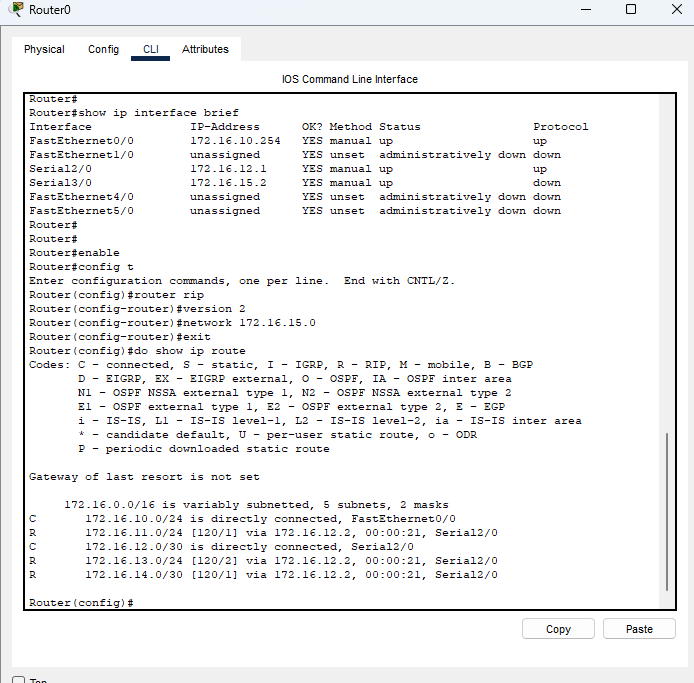 Router0
Physical Config CLI Attributes
IOS Command Line Interface
Router#
Router#show ip interface brief
Interface              IP-Address      OK? Method Status                Protocol
FastEthernet0/0        172.16.10.254   YES manual up                    up
FastEthernet1/0        unassigned      YES unset  administratively down down
Serial2/0              172.16.12.1     YES manual up                    up
Serial3/0              172.16.15.2     YES manual up                    down
FastEthernet4/0        unassigned      YES unset  administratively down down
FastEthernet5/0        unassigned      YES unset  administratively down down
Router#
Router#
Router#enable
Router#config t
Enter configuration commands, one per line.  End with CNTL/Z.
Router(config)#router rip
Router(config-router)#version 2
Router(config-router)#network 172.16.15.0
Router(config-router)#exit
Router(config)#do show ip route
Codes: C - connected, S - static, I - IGRP, R - RIP, M - mobile, B - BGP
       D - EIGRP, EX - EIGRP external, O - OSPF, IA - OSPF inter area
       N1 - OSPF NSSA external type 1, N2 - OSPF NSSA external type 2
       E1 - OSPF external type 1, E2 - OSPF external type 2, E - EGP
       i - IS-IS, L1 - IS-IS level-1, L2 - IS-IS level-2, ia - IS-IS inter area
       * - candidate default, U - per-user static route, o - ODR
       P - periodic downloaded static route
Gateway of last resort is not set
     172.16.0.0/16 is variably subnetted, 5 subnets, 2 masks
C       172.16.10.0/24 is directly connected, FastEthernet0/0
R       172.16.11.0/24 [120/1] via 172.16.12.2, 00:00:21, Serial2/0
C       172.16.12.0/30 is directly connected, Serial2/0
R       172.16.13.0/24 [120/2] via 172.16.12.2, 00:00:21, Serial2/0
R       172.16.14.0/30 [120/1] via 172.16.12.2, 00:00:21, Serial2/0
Router(config)#
Copy Paste
Top